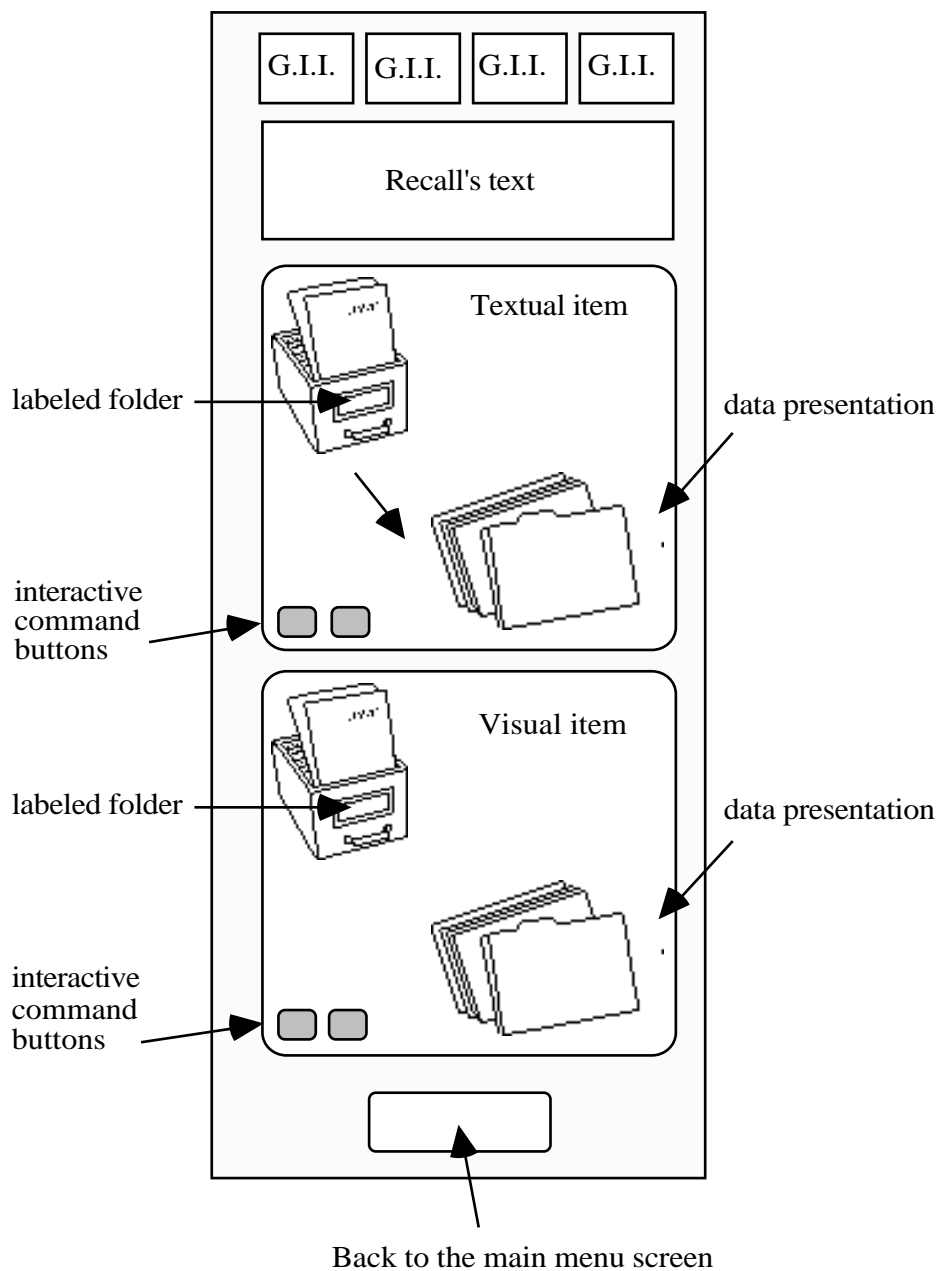 G.I.I. G.I.I. G.I.I. G.I.I.
Recall's text
Textual item
labeled folder
data presentation
interactive
command
buttons
Visual item
labeled folder
data presentation
interactive
command
buttons
Back to the main menu screen